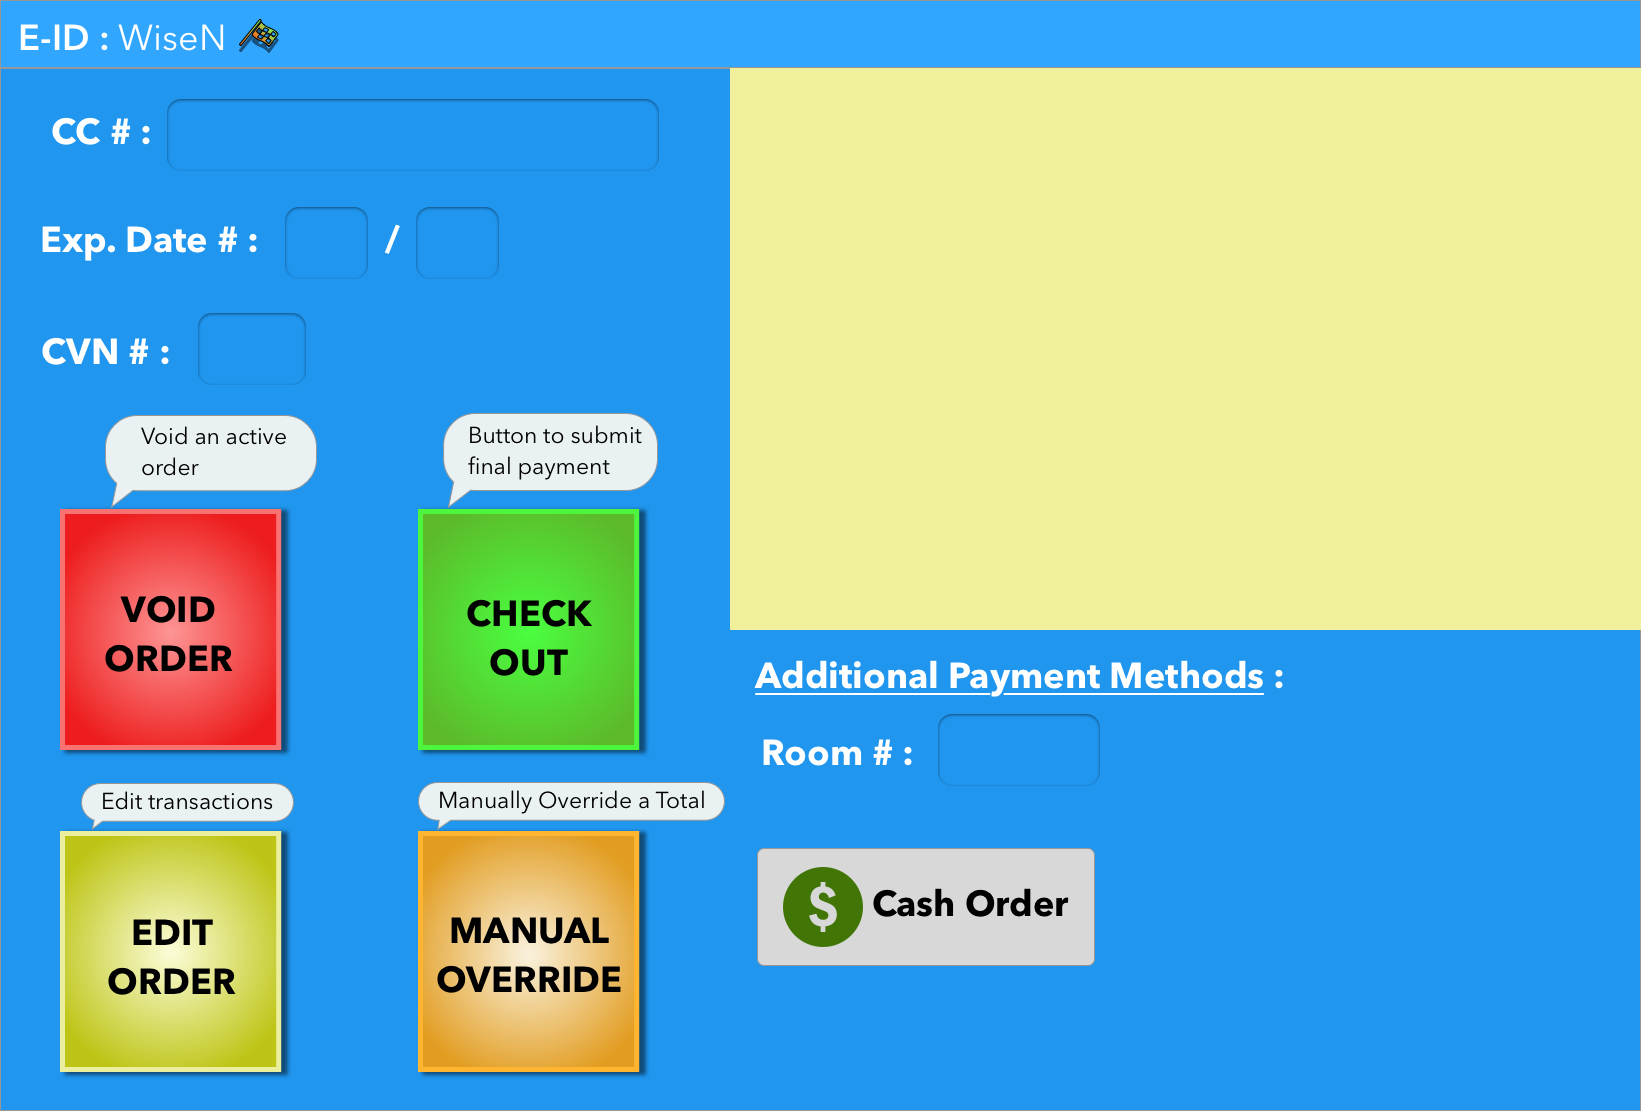 E-ID : WiseN
CC # :
Exp. Date # : /
CVN # :
Void an active
order
Button to submit
final payment
VOID
ORDER
CHECK
OUT
Edit transactions
Manually Override a Total
EDIT
ORDER
MANUAL
OVERRIDE
Additional Payment Methods :
Room # :
$ Cash Order